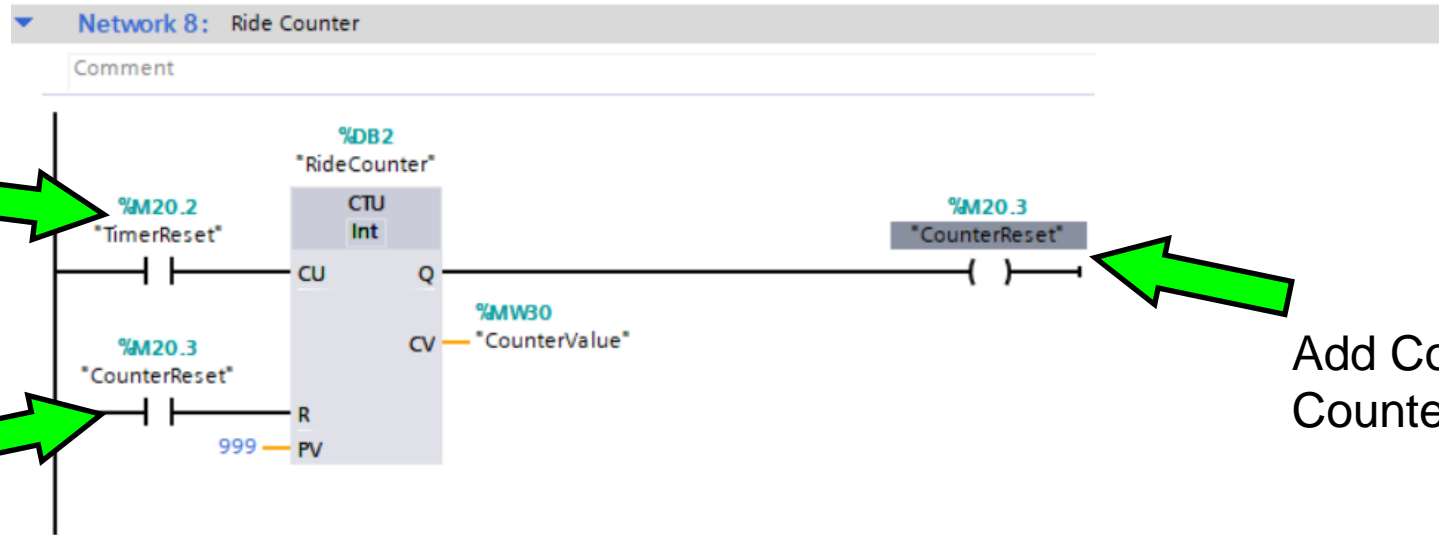 Network 8: Ride Counter
Comment
%DB2
"RideCounter"
%M20.2
"TimerReset"
CTU
Int
%M20.3
"CounterReset"
CU
Q
%MW30
CV
"CounterValue"
%M20.3
"CounterReset"
R
999
PV
Add